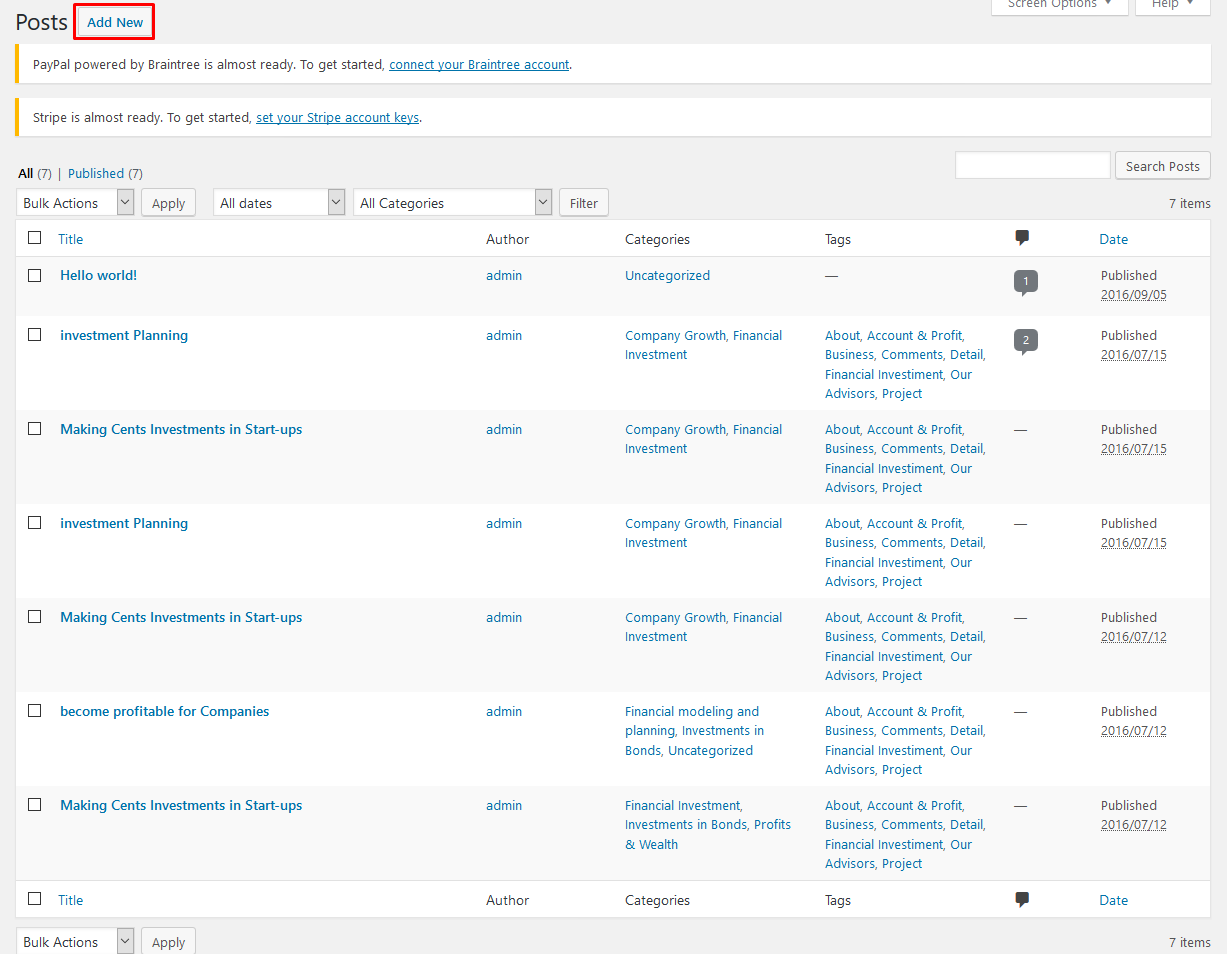 Screen Options Help
Posts Add New
PayPal powered by Braintree is almost ready. To get started, connect your Braintree account.
Stripe is almost ready. To get started, set your Stripe account keys.
All (7) | Published (7)
Search Posts
Bulk Actions Apply All dates All Categories Filter 7 items
Title Author Categories Tags Date
Hello world! admin Uncategorized — 1 Published
2016/09/05
investment Planning admin Company Growth, Financial About, Account & Profit, 2 Published
Investment Business, Comments, Detail, 2016/07/15
Financial Investiment, Our
Advisors, Project
Making Cents Investments in Start-ups admin Company Growth, Financial About, Account & Profit, — Published
Investment Business, Comments, Detail, 2016/07/15
Financial Investiment, Our
Advisors, Project
investment Planning admin Company Growth, Financial About, Account & Profit, — Published
Investment Business, Comments, Detail, 2016/07/15
Financial Investiment, Our
Advisors, Project
Making Cents Investments in Start-ups admin Company Growth, Financial About, Account & Profit, — Published
Investment Business, Comments, Detail, 2016/07/12
Financial Investiment, Our
Advisors, Project
become profitable for Companies admin Financial modeling and About, Account & Profit, — Published
planning, Investments in Business, Comments, Detail, 2016/07/12
Bonds, Uncategorized Financial Investiment, Our
Advisors, Project
Making Cents Investments in Start-ups admin Financial Investment, About, Account & Profit, — Published
Investments in Bonds, Profits Business, Comments, Detail, 2016/07/12
& Wealth Financial Investiment, Our
Advisors, Project
Title Author Categories Tags Date
Bulk Actions Apply 7 items